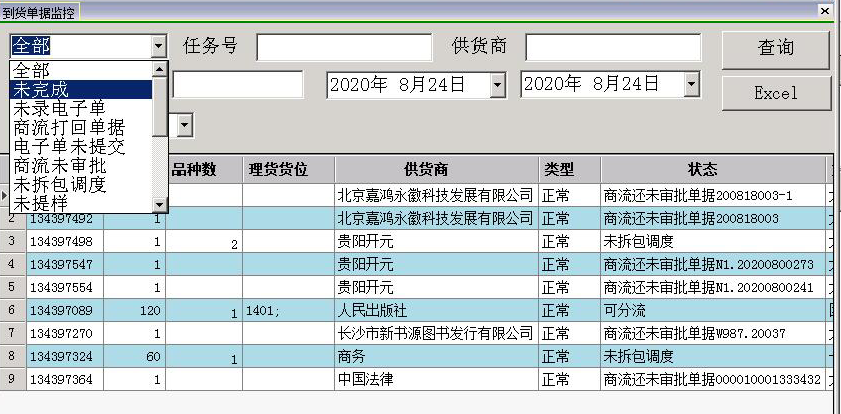 到货单据监控
全部 任务号 供货商 查询
全部
未完成 2020年 8月24日 2020年 8月24日 Excel
未录电子单
商流打回单据
电子单未提交
商流未审批
未拆包调度
未提样
品种数 理货货位 供货商 类型 状态
北京嘉鸿永徽科技发展有限公司 正常 商流还未审批单据200818003-1
2 134397492 1 北京嘉鸿永徽科技发展有限公司 正常 商流还未审批单据200818003
3 134397498 1 2 贵阳开元 正常 未拆包调度
4 134397547 1 贵阳开元 正常 商流还未审批单据N1.20200800273
5 134397554 1 贵阳开元 正常 商流还未审批单据N1.20200800241
6 134397089 120 1 1401; 人民出版社 正常 可分流
7 134397270 1 长沙市新书源图书发行有限公司 正常 商流还未审批单据W987.20037
8 134397324 60 1 商务 正常 未拆包调度
9 134397364 1 中国法律 正常 商流还未审批单据000010001333432